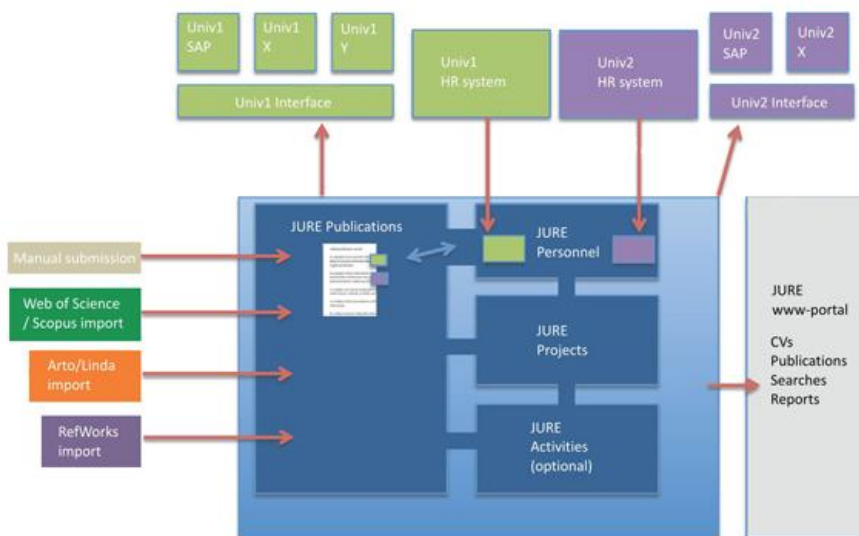 Univ1
SAP
Univ1
X
Univ1
Y
Univ1 Interface
Univ1
HR system
Univ2
HR system
Univ2
SAP
Univ2
X
Univ2 Interface
Manual submission
Web of Science
/ Scopus import
Arto/Linda
import
RefWorks
import
JURE Publications
JURE
Personnel
JURE
Projects
JURE
Activities
(optional)
JURE
www-portal
CVs
Publications
Searches
Reports